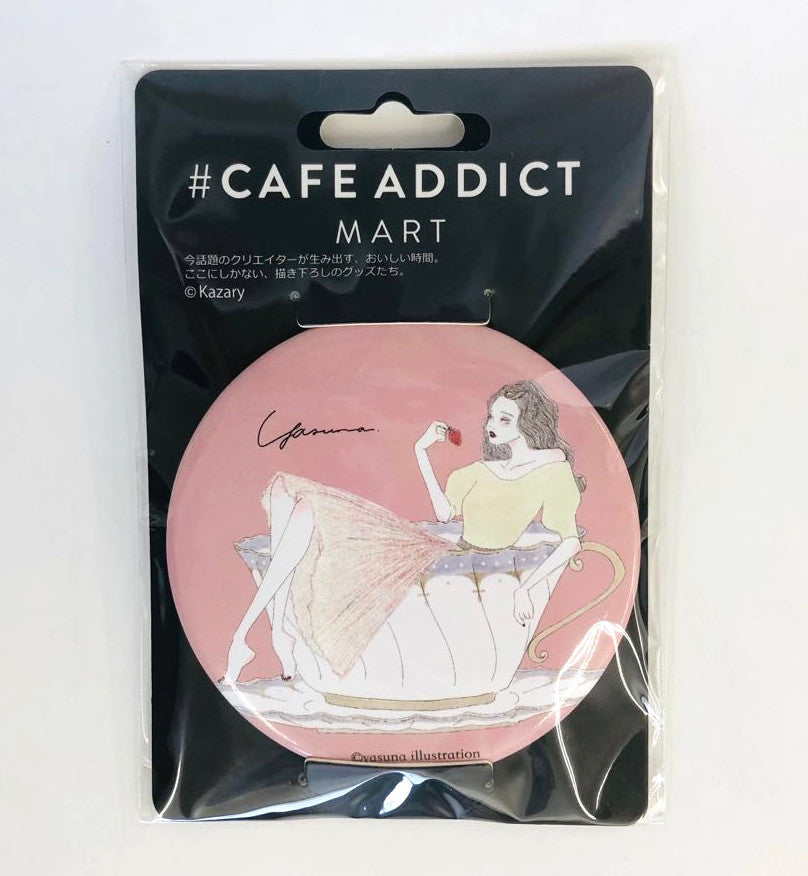 #CAFE ADDICT
MART
今話題のクリエイターが生み出す、おいしい時間。
ここにしかない、描き下ろしのグッズたち。
© Kazary
yasuna.
©yasuna illustration